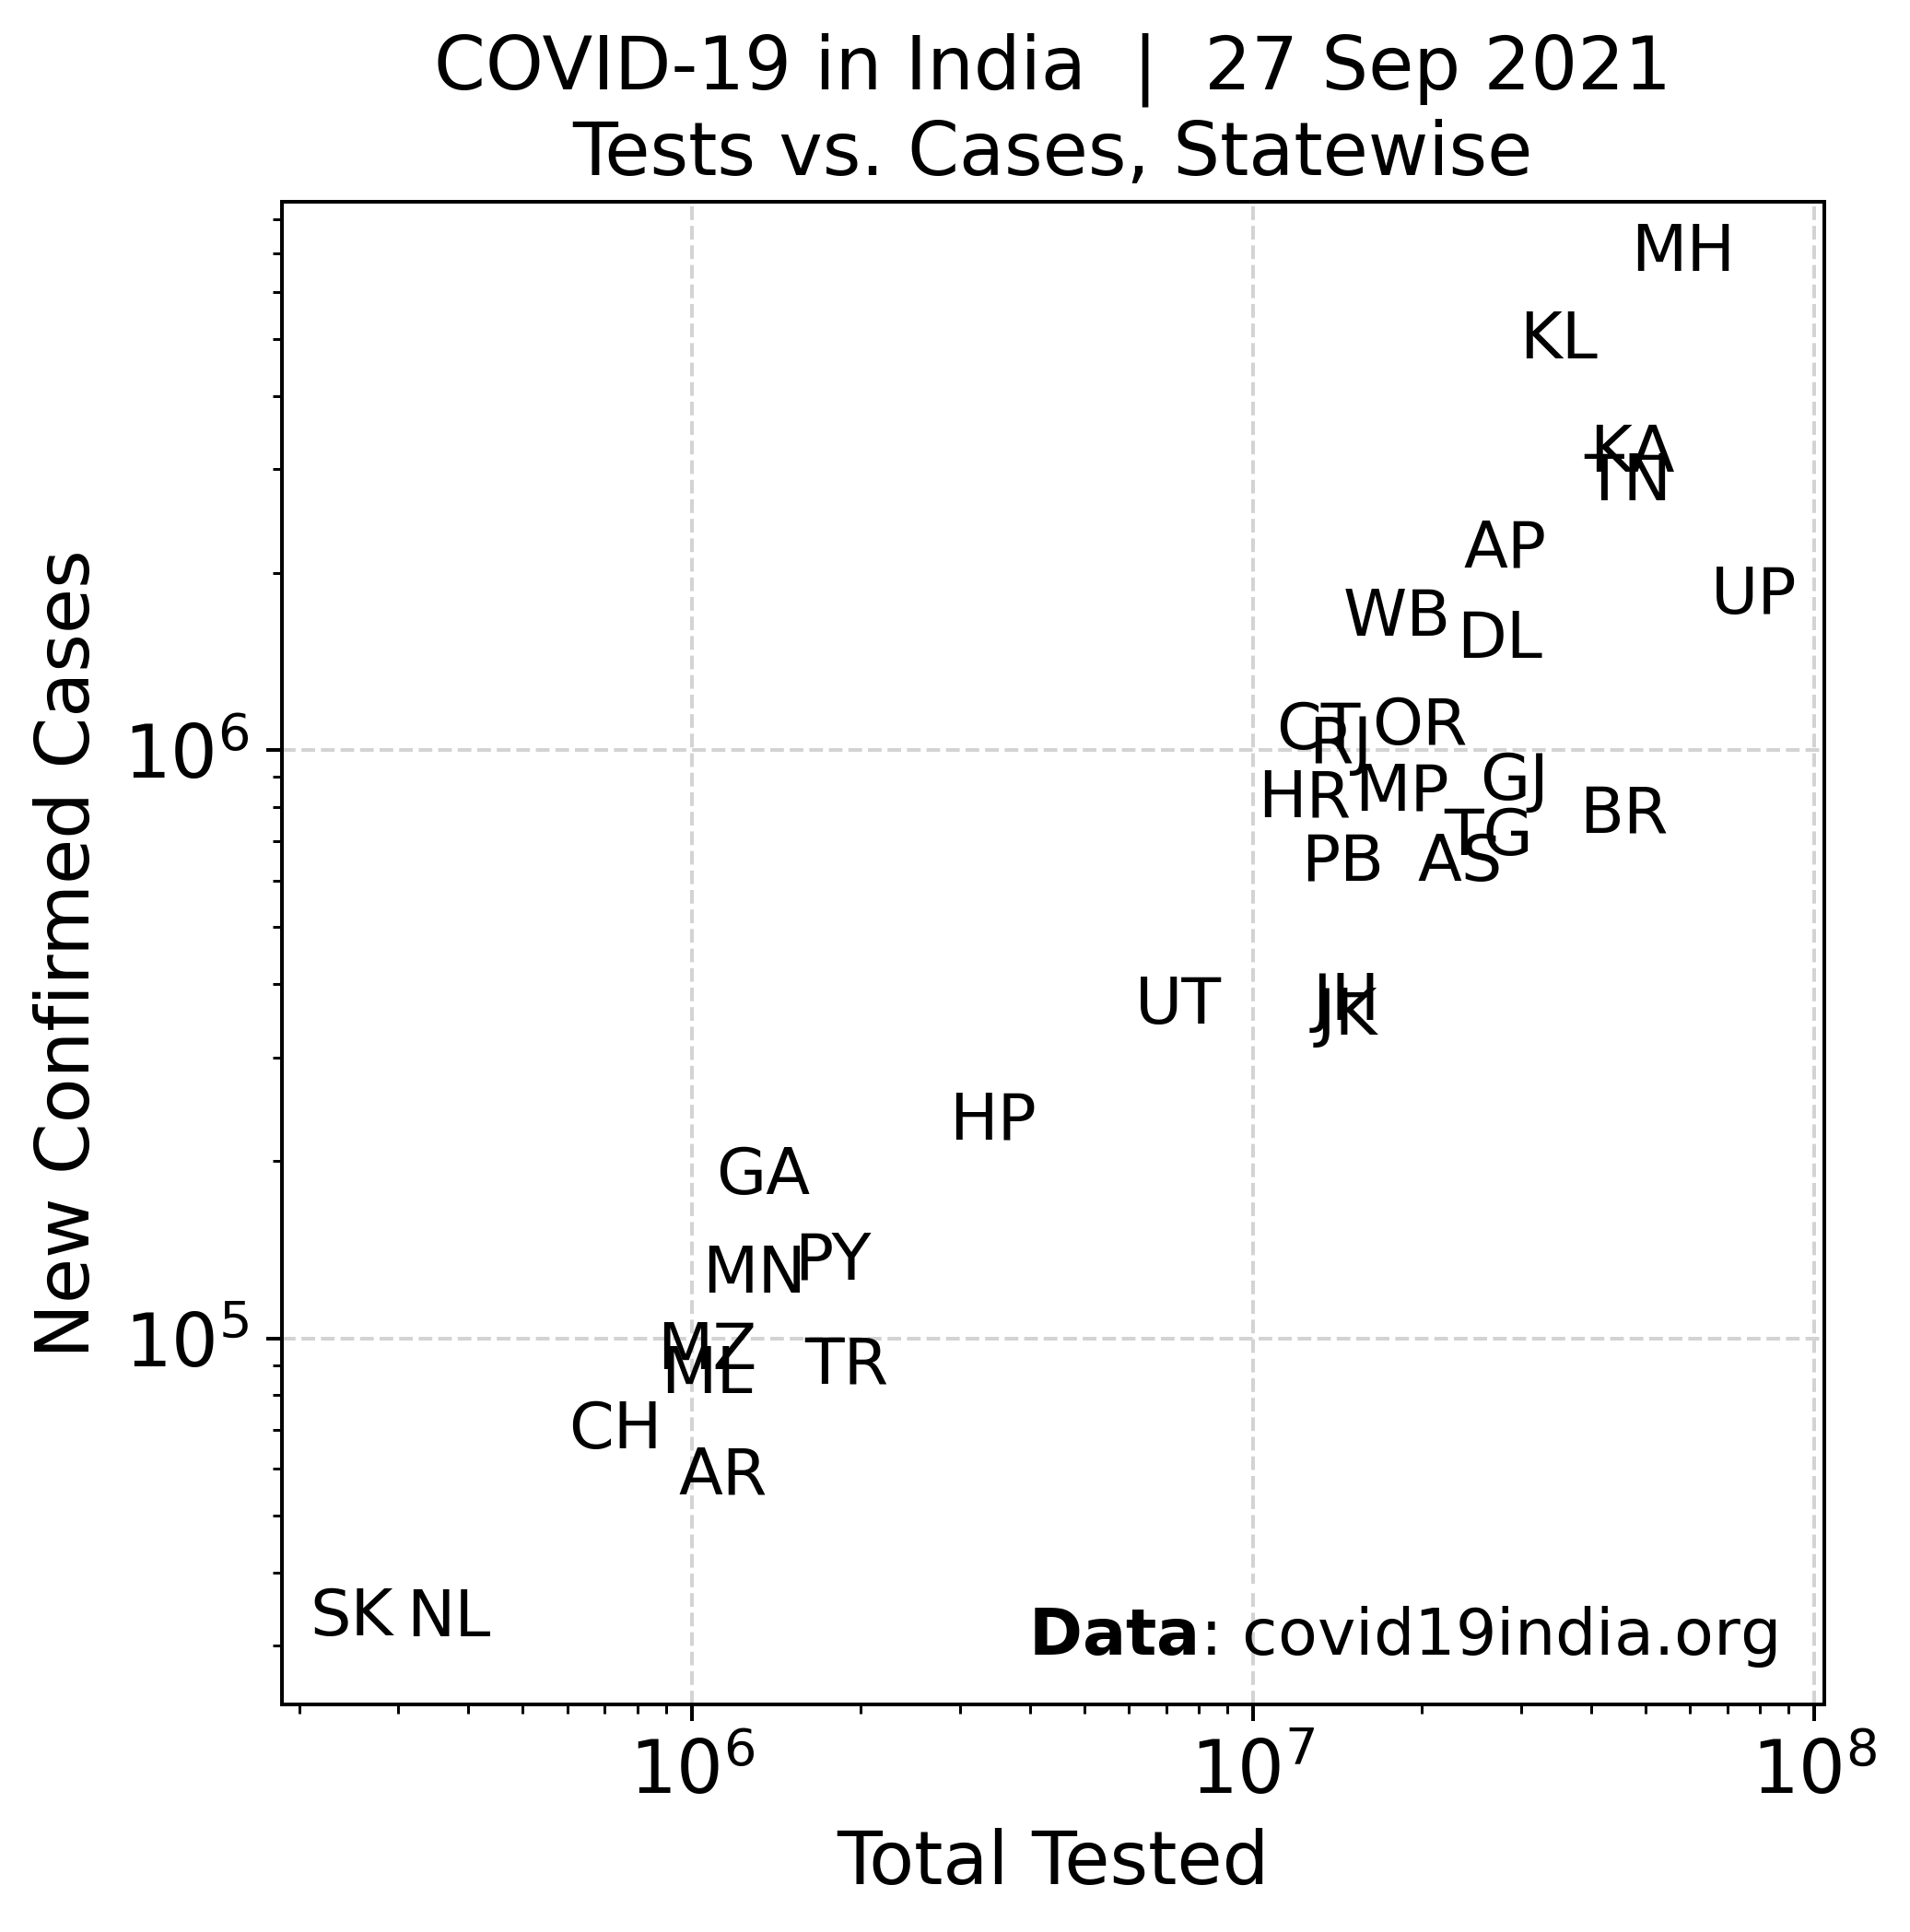 COVID-19 in India | 27 Sep 2021
Tests vs. Cases, Statewise
New Confirmed Cases
10^6
10^5
MH
KL
KA
TN
AP
UP
WB
DL
CT
OR
RJ
GJ
MP
HR
BR
TG
PB
AS
UT
JH
JK
HP
GA
PY
MN
MZ
ML
TR
CH
AR
SK
NL
Data: covid19india.org
10^6
10^7
10^8
Total Tested